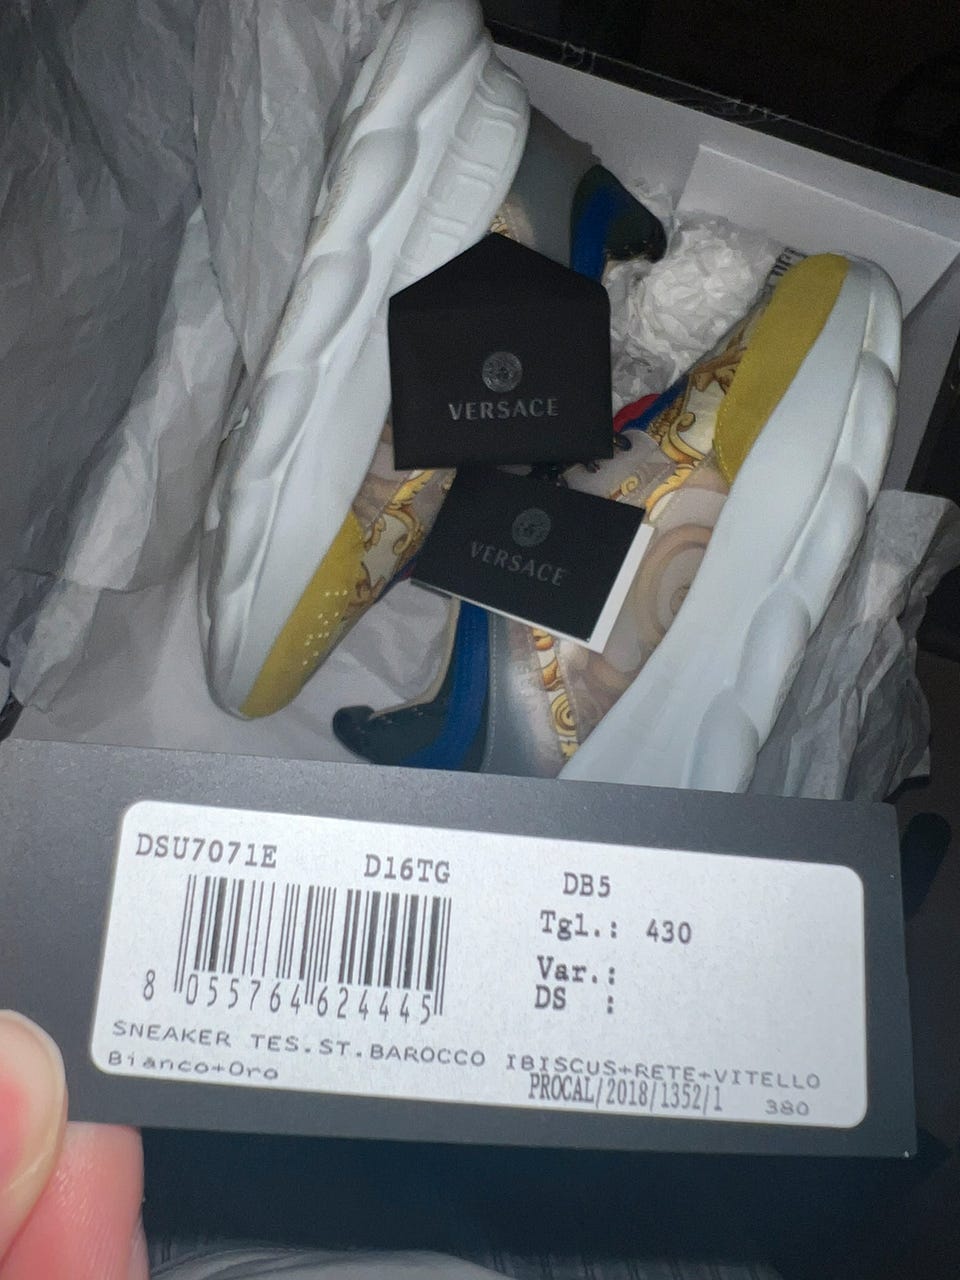 VERSACE
VERSACE
DSU7071E D16TG DB5
Tgl.: 430
Var.:
DS :
8 055764 624445
SNEAKER TES.ST.BAROCCO IBISCUS+RETE+VITELLO
Bianco+Oro
PROCAL/2018/1352/1 380